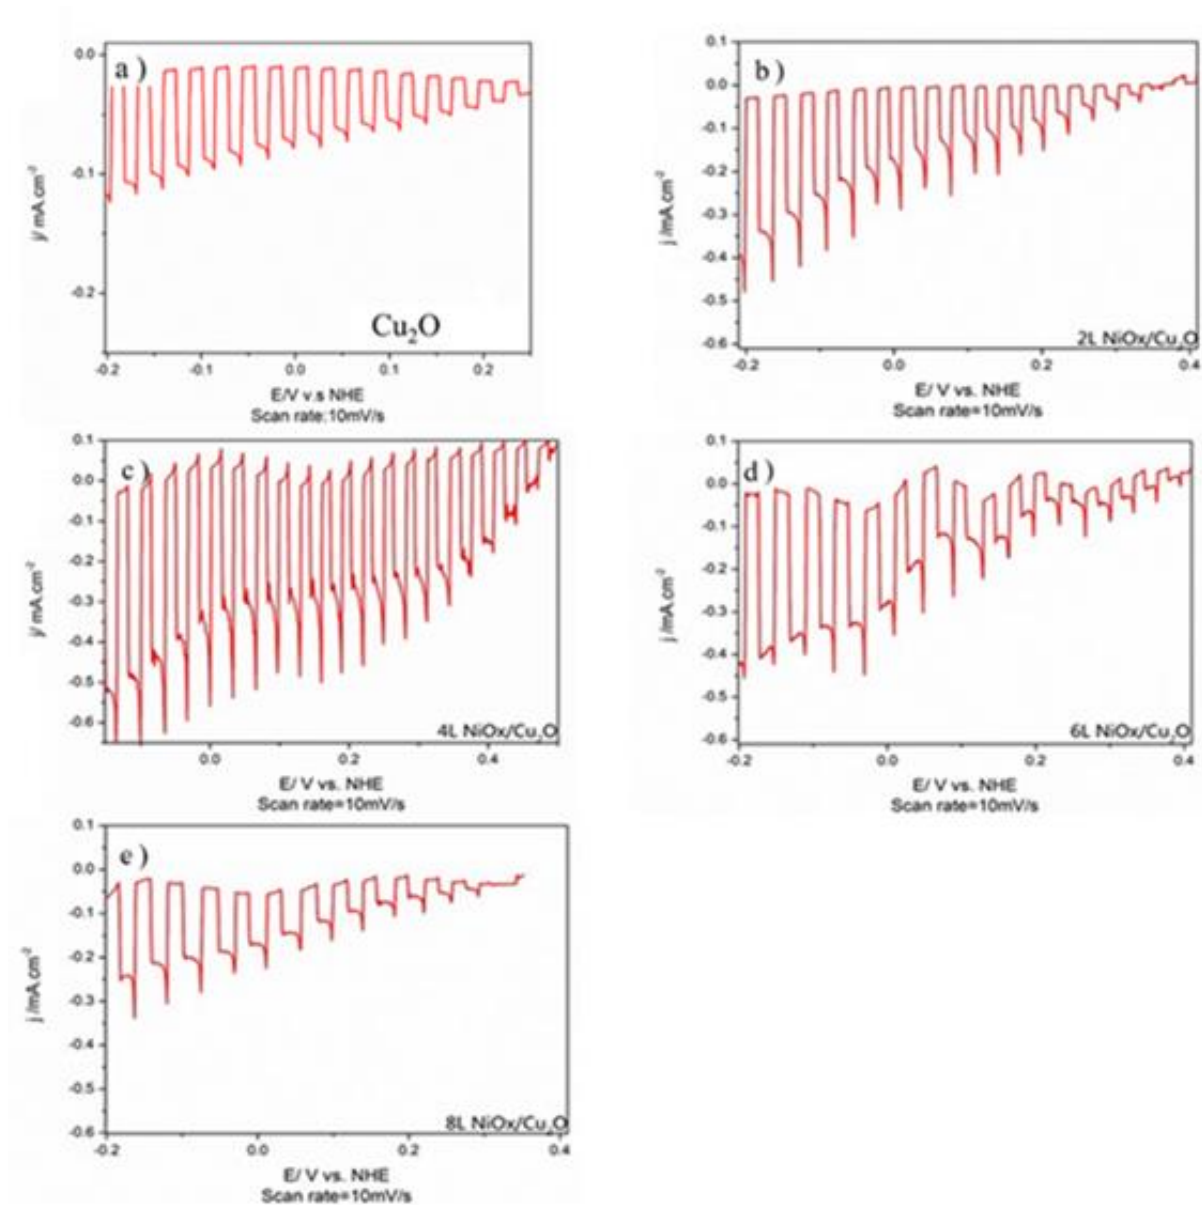 a )
0.0
-0.1
-0.2
j/ mA.cm-2
Cu2O
-0.2 -0.1 0.0 0.1 0.2
E/V v.s NHE
Scan rate:10mV/s
b )
0.1
0.0
-0.1
-0.2
-0.3
-0.4
-0.5
-0.6
j /mA.cm-2
2L NiOx/Cu2O
-0.2 0.0 0.2 0.4
E/ V vs. NHE
Scan rate=10mV/s
c )
0.1
0.0
-0.1
-0.2
-0.3
-0.4
-0.5
-0.6
j/ mA.cm-2
4L NiOx/Cu2O
0.0 0.2 0.4
E/ V vs. NHE
Scan rate=10mV/s
d )
0.1
0.0
-0.1
-0.2
-0.3
-0.4
-0.5
-0.6
j /mA.cm-2
6L NiOx/Cu2O
-0.2 0.0 0.2 0.4
E/ V vs. NHE
Scan rate=10mV/s
e )
0.1
0.0
-0.1
-0.2
-0.3
-0.4
-0.5
-0.6
j /mA.cm-2
8L NiOx/Cu2O
-0.2 0.0 0.2 0.4
E/ V vs. NHE
Scan rate=10mV/s